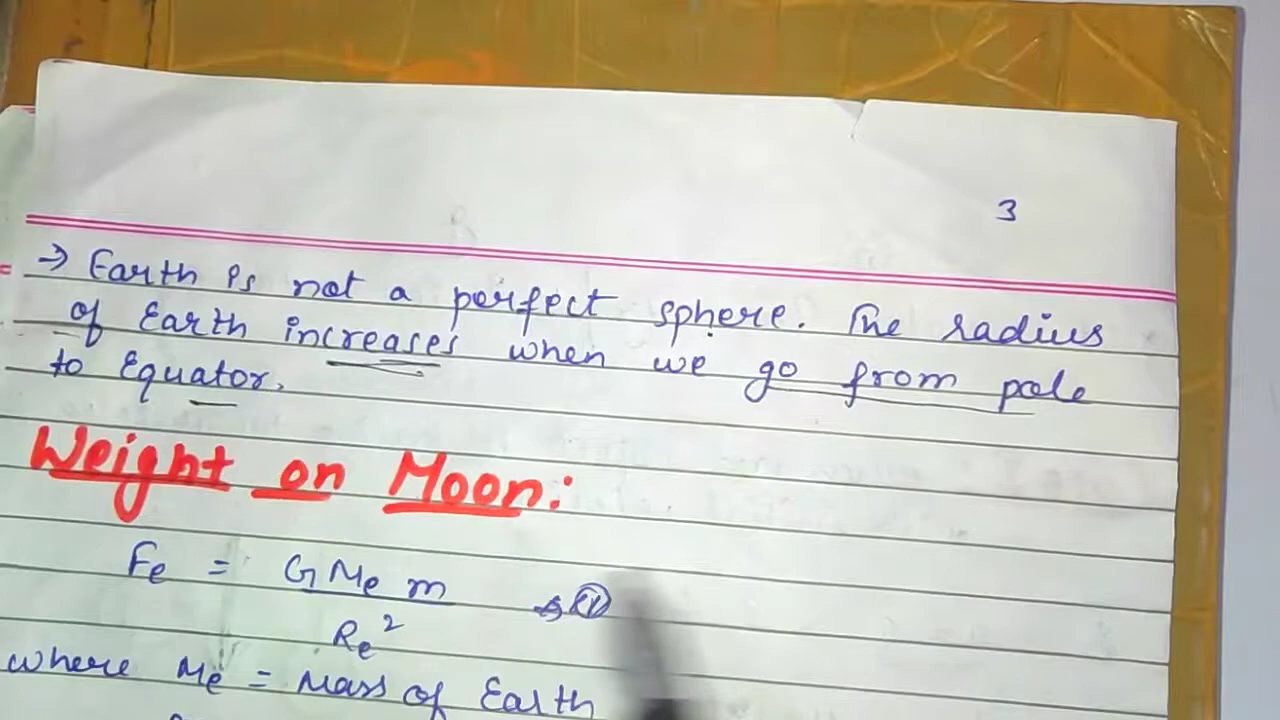 3
→ Earth is not a perfect sphere. The radius
of Earth increases when we go from pole
to Equator.
Weight on Moon:
Fe = GMe m
Re²
where Me = Mass of Earth